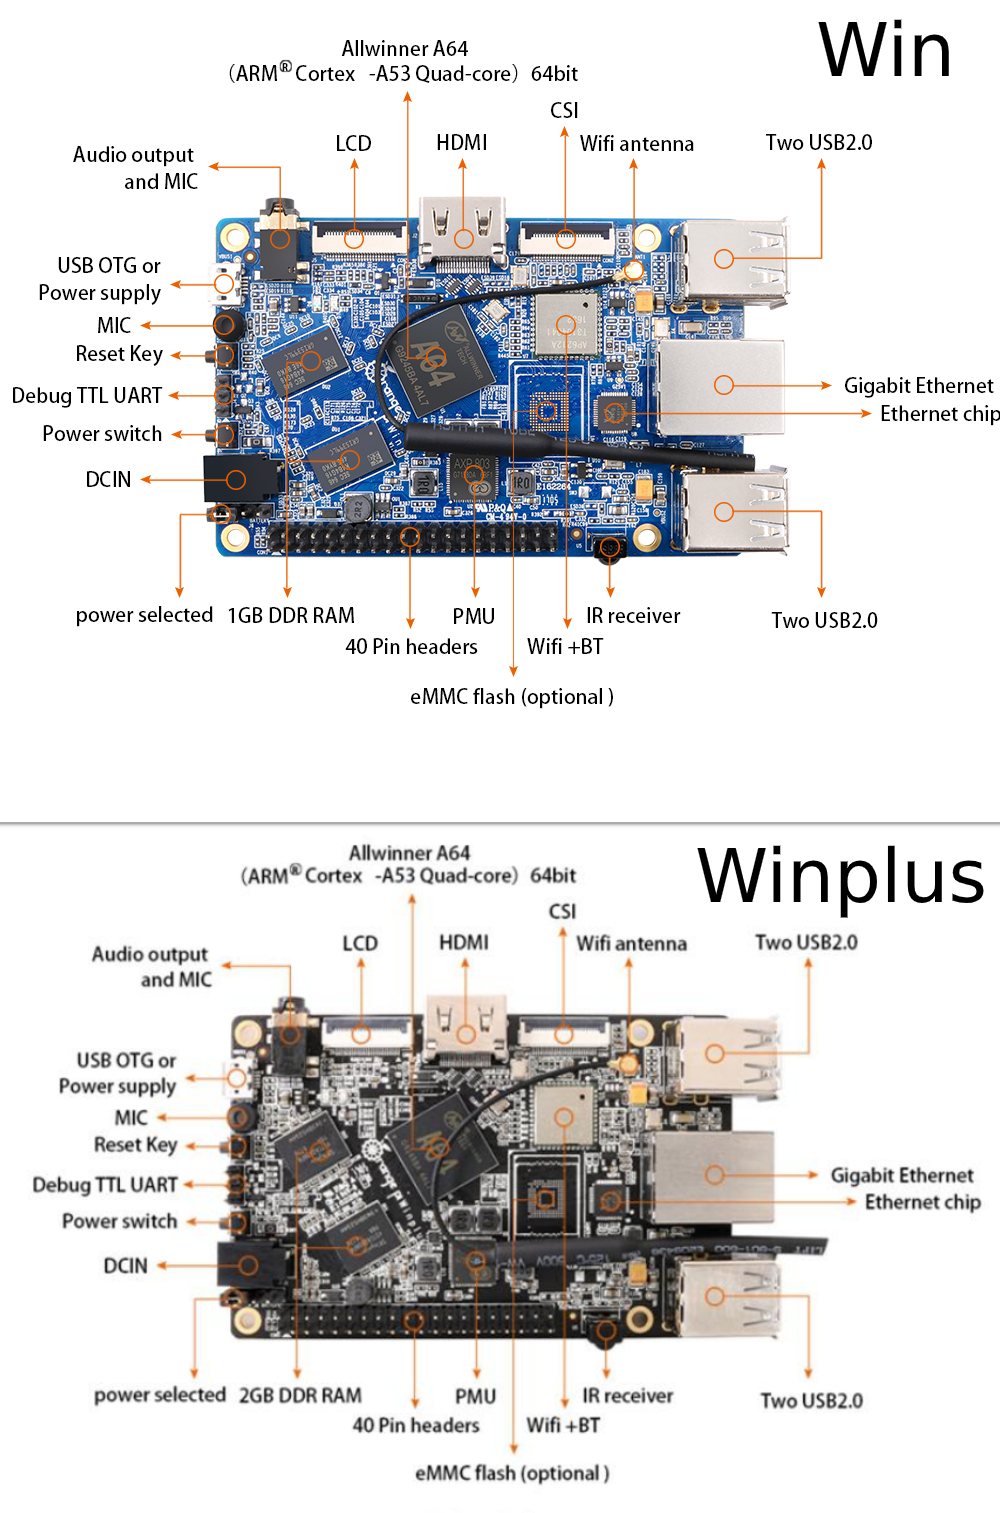 Win
Allwinner A64
(ARM® Cortex -A53 Quad-core) 64bit
CSI
LCD
HDMI
Wifi antenna
Two USB2.0
Audio output
and MIC
USB OTG or
Power supply
MIC
Reset Key
Debug TTL UART
Power switch
DCIN
Gigabit Ethernet
Ethernet chip
A64
AXP 803
power selected
1GB DDR RAM
PMU
IR receiver
Two USB2.0
40 Pin headers
Wifi +BT
eMMC flash (optional )
Winplus
Allwinner A64
(ARM® Cortex -A53 Quad-core) 64bit
CSI
LCD
HDMI
Wifi antenna
Two USB2.0
Audio output
and MIC
USB OTG or
Power supply
MIC
Reset Key
Debug TTL UART
Power switch
DCIN
Gigabit Ethernet
Ethernet chip
power selected
2GB DDR RAM
PMU
IR receiver
Two USB2.0
40 Pin headers
Wifi +BT
eMMC flash (optional )